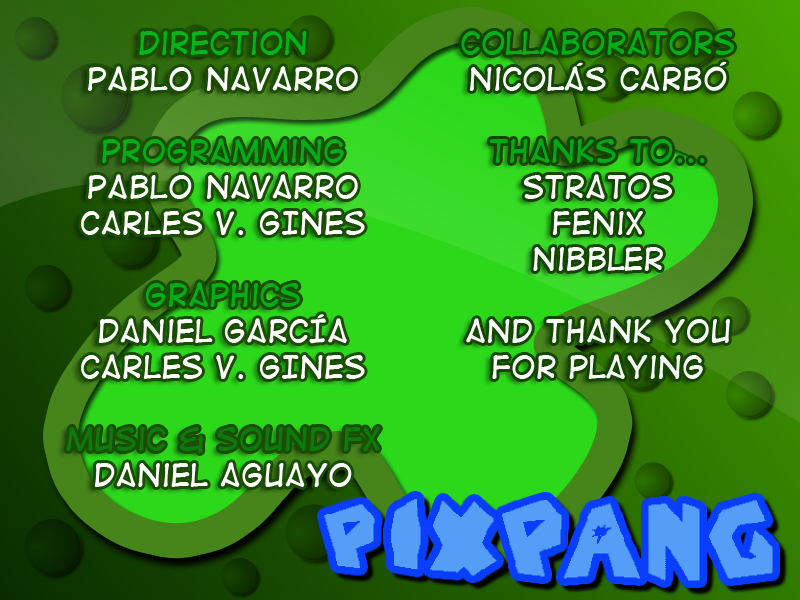 DIRECTION
PABLO NAVARRO
PROGRAMMING
PABLO NAVARRO
CARLES V. GINES
GRAPHICS
DANIEL GARCÍA
CARLES V. GINES
MUSIC & SOUND FX
DANIEL AGUAYO
COLLABORATORS
NICOLÁS CARBÓ
THANKS TO...
STRATOS
FENIX
NIBBLER
AND THANK YOU
FOR PLAYING
PIXPANG